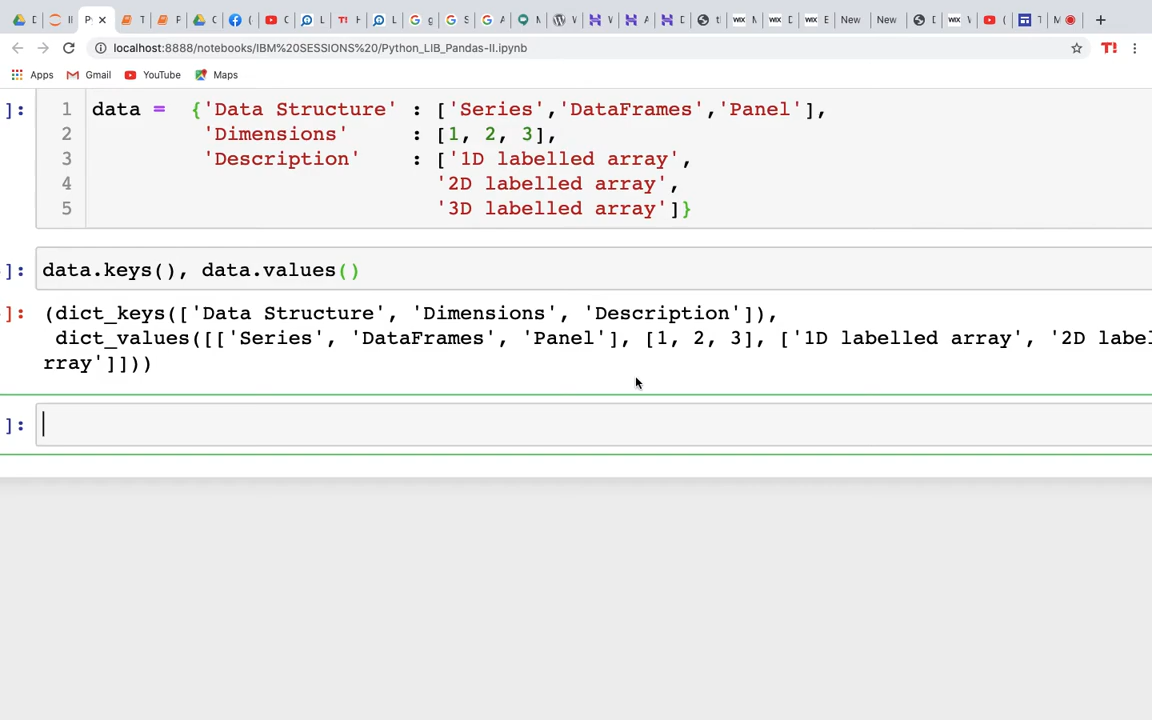 D
II
P
T
P
C
(
C
L
H
L
g
S
A
M
W
W
A
D
tl
N
D
E
New
New
D
V
(
T
M
localhost:8888/notebooks/IBM%20SESSIONS%20/Python_LIB_Pandas-II.ipynb
Apps Gmail YouTube Maps
]: 1 data = {'Data Structure' : ['Series','DataFrames','Panel'],
2 'Dimensions' : [1, 2, 3],
3 'Description' : ['1D labelled array',
4 '2D labelled array',
5 '3D labelled array']}
]: data.keys(), data.values()
]: (dict_keys(['Data Structure', 'Dimensions', 'Description']),
dict_values([['Series', 'DataFrames', 'Panel'], [1, 2, 3], ['1D labelled array', '2D label
rray']]))
]: